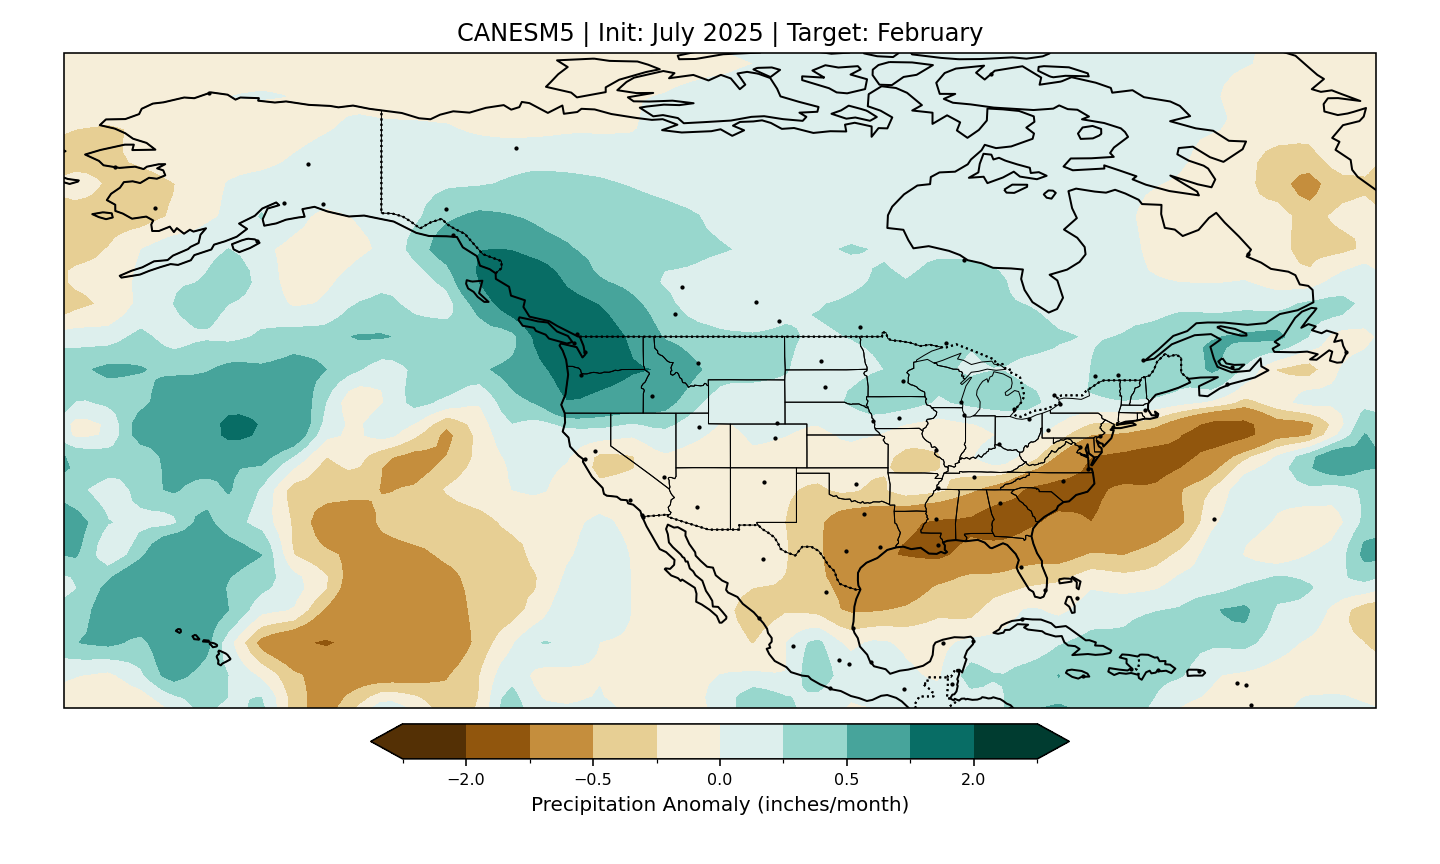 CANESM5 | Init: July 2025 | Target: February
−2.0 −0.5 0.0 0.5 2.0
Precipitation Anomaly (inches/month)